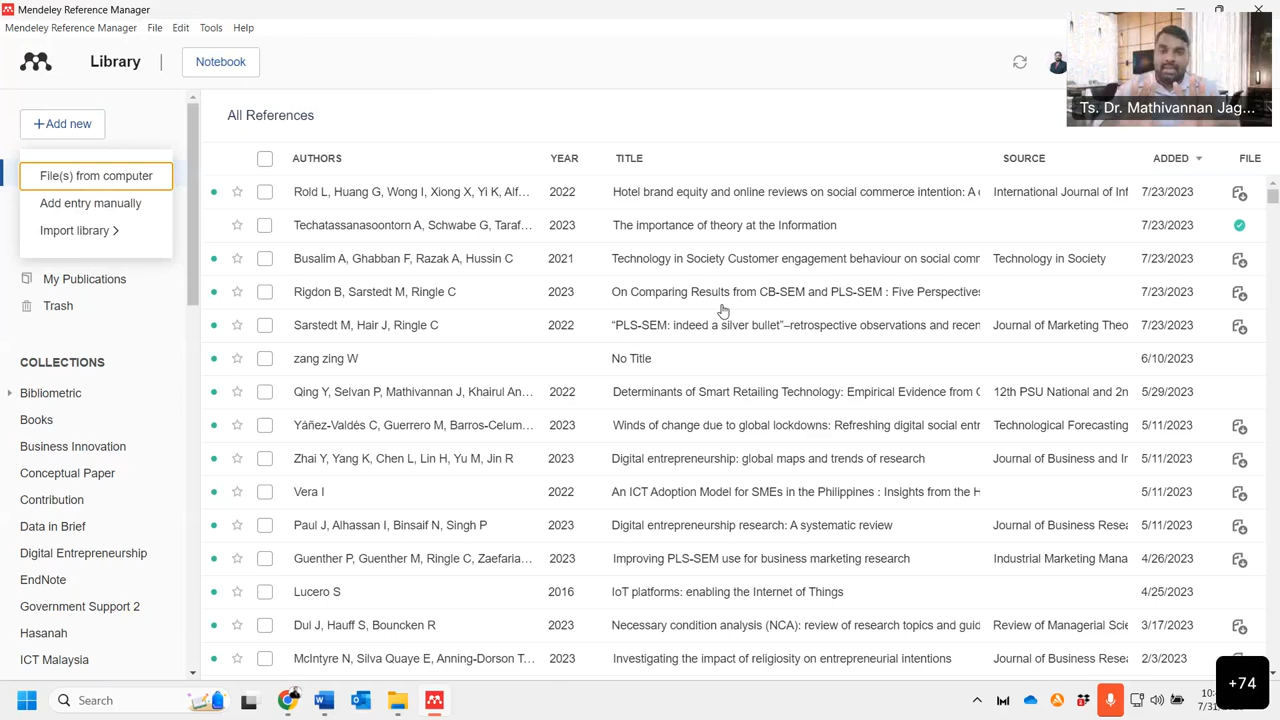 Mendeley Reference Manager
Mendeley Reference Manager File Edit Tools Help
Library | Notebook
Ts. Dr. Mathivannan Jag...
+Add new
File(s) from computer
Add entry manually
Import library
My Publications
Trash
COLLECTIONS
Bibliometric
Books
Business Innovation
Conceptual Paper
Contribution
Data in Brief
Digital Entrepreneurship
EndNote
Government Support 2
Hasanah
ICT Malaysia
All References
AUTHORS YEAR TITLE SOURCE ADDED FILE
Rold L, Huang G, Wong I, Xiong X, Yi K, Alf... 2022 Hotel brand equity and online reviews on social commerce intention: A International Journal of Inf 7/23/2023
Techatassanasoontorn A, Schwabe G, Taraf... 2023 The importance of theory at the Information 7/23/2023
Busalim A, Ghabban F, Razak A, Hussin C 2021 Technology in Society Customer engagement behaviour on social comm Technology in Society 7/23/2023
Rigdon B, Sarstedt M, Ringle C 2023 On Comparing Results from CB-SEM and PLS-SEM : Five Perspectives 7/23/2023
Sarstedt M, Hair J, Ringle C 2022 “PLS-SEM: indeed a silver bullet”–retrospective observations and recen Journal of Marketing Theo 7/23/2023
zang zing W No Title 6/10/2023
Qing Y, Selvan P, Mathivannan J, Khairul An... 2022 Determinants of Smart Retailing Technology: Empirical Evidence from 12th PSU National and 2n 5/29/2023
Yáñez-Valdés C, Guerrero M, Barros-Celum... 2023 Winds of change due to global lockdowns: Refreshing digital social entr Technological Forecasting 5/11/2023
Zhai Y, Yang K, Chen L, Lin H, Yu M, Jin R 2023 Digital entrepreneurship: global maps and trends of research Journal of Business and Ir 5/11/2023
Vera I 2022 An ICT Adoption Model for SMEs in the Philippines : Insights from the H 5/11/2023
Paul J, Alhassan I, Binsaif N, Singh P 2023 Digital entrepreneurship research: A systematic review Journal of Business Resea 5/11/2023
Guenther P, Guenther M, Ringle C, Zaefaria... 2023 Improving PLS-SEM use for business marketing research Industrial Marketing Mana 4/26/2023
Lucero S 2016 IoT platforms: enabling the Internet of Things 4/25/2023
Dul J, Hauff S, Bouncken R 2023 Necessary condition analysis (NCA): review of research topics and guid Review of Managerial Scie 3/17/2023
McIntyre N, Silva Quaye E, Anning-Dorson T... 2023 Investigating the impact of religiosity on entrepreneurial intentions Journal of Business Resea 2/3/2023
Search
+74